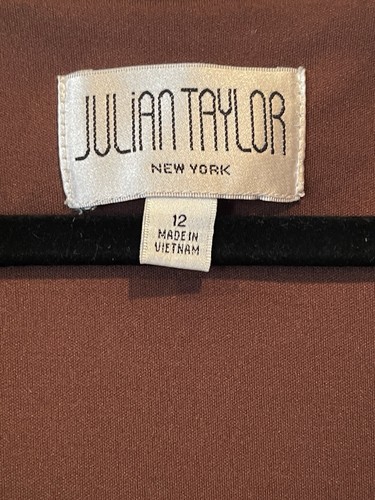 JULiAN TAYLOR
NEW YORK
12
MADE IN
VIETNAM